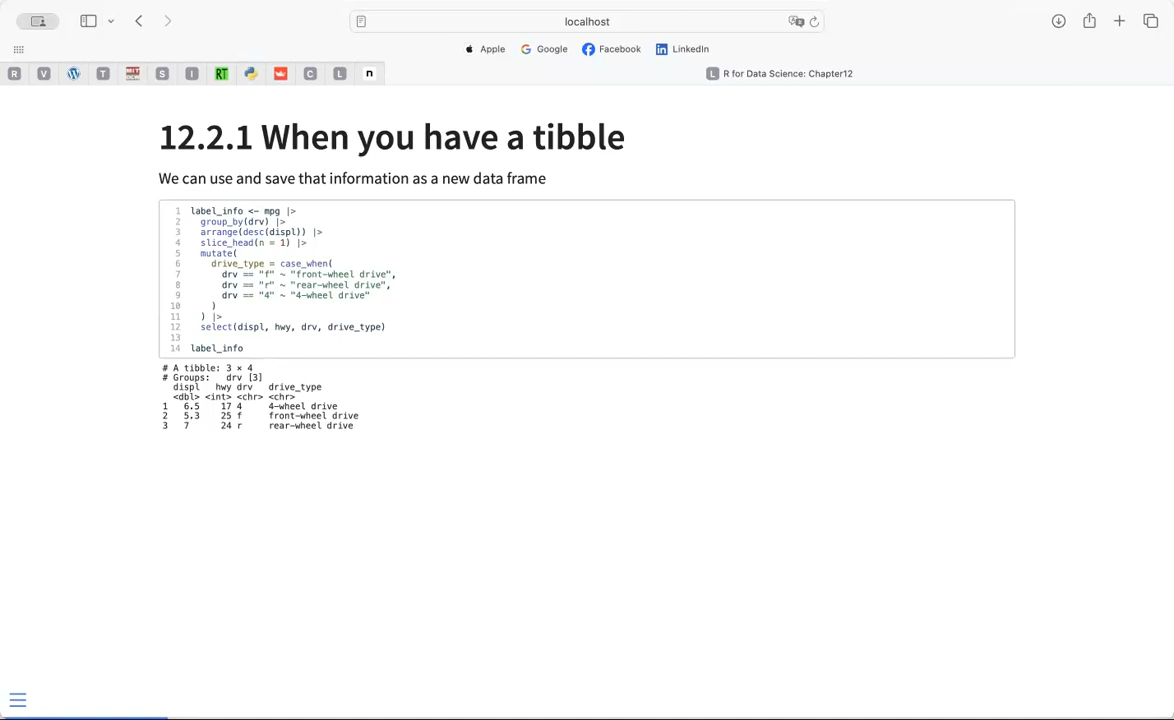 localhost
Apple
Google
Facebook
LinkedIn
R
V
T
S
I
RT
C
L
n
L R for Data Science: Chapter12
12.2.1 When you have a tibble
We can use and save that information as a new data frame
1 label_info <- mpg |>
2 group_by(drv) |>
3 arrange(desc(displ)) |>
4 slice_head(n = 1) |>
5 mutate(
6 drive_type = case_when(
7 drv == "f" ~ "front-wheel drive",
8 drv == "r" ~ "rear-wheel drive",
9 drv == "4" ~ "4-wheel drive"
10 )
11 ) |>
12 select(displ, hwy, drv, drive_type)
13
14 label_info
# A tibble: 3 × 4
# Groups: drv [3]
displ hwy drv drive_type
<dbl> <int> <chr> <chr>
1 6.5 17 4 4-wheel drive
2 5.3 25 f front-wheel drive
3 7 24 r rear-wheel drive